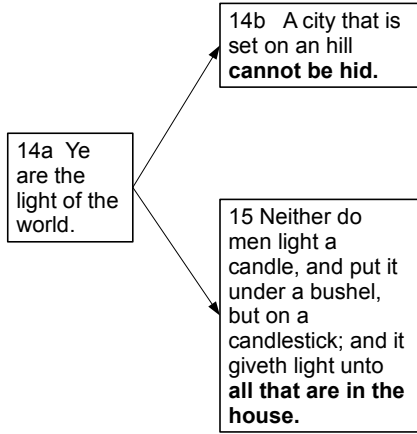 14a Ye
are the
light of the
world.
14b A city that is
set on an hill
cannot be hid.
15 Neither do
men light a
candle, and put it
under a bushel,
but on a
candlestick; and it
giveth light unto
all that are in the
house.